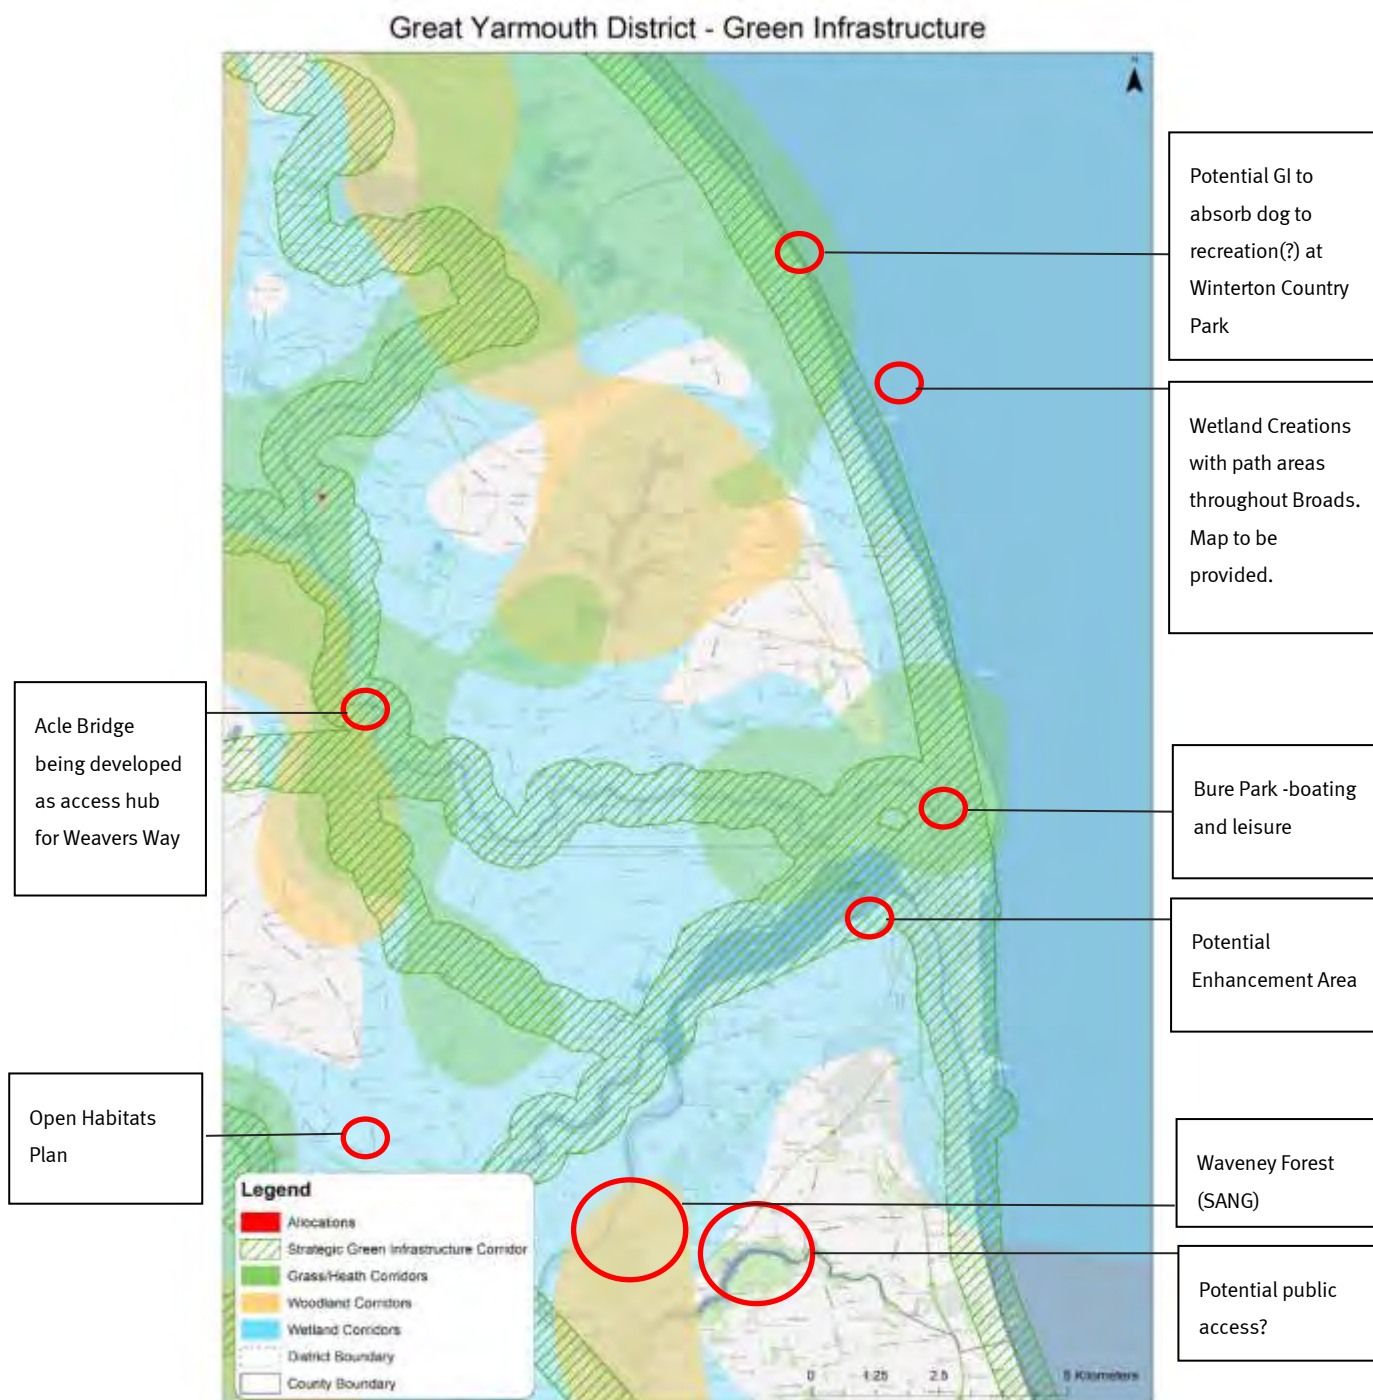 Great Yarmouth District - Green Infrastructure
N
Potential GI to
absorb dog to
recreation(?) at
Winterton Country
Park
Wetland Creations
with path areas
throughout Broads.
Map to be
provided.
Acle Bridge
being developed
as access hub
for Weavers Way
Bure Park -boating
and leisure
Potential
Enhancement Area
Open Habitats
Plan
Waveney Forest
(SANG)
Potential public
access?
Legend
Allocations
Strategic Green Infrastructure Corridor
Grass/Heath Corridors
Woodland Corridors
Wetland Corridors
District Boundary
County Boundary
0 1.25 2.5 5 Kilometers